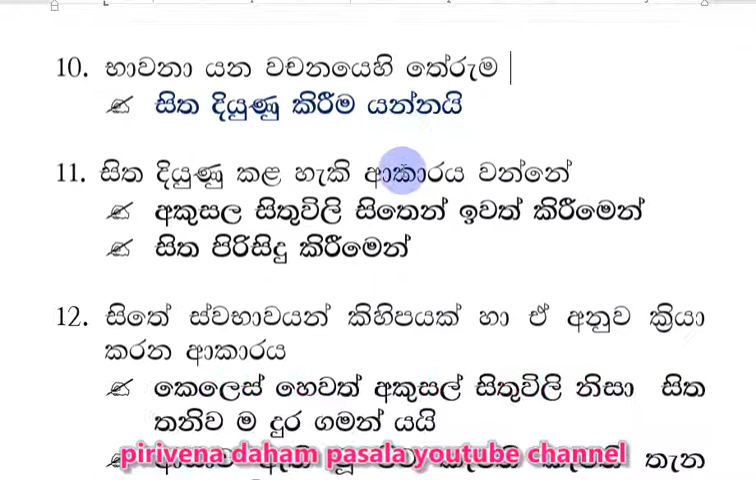 10. භාවනා යන වචනයෙහි තේරුම
සිත දියුණු කිරීම යන්නයි
11. සිත දියුණු කළ හැකි ආකාරය වන්නේ
අකුසල සිතුවිලි සිතෙන් ඉවත් කිරීමෙන්
සිත පිරිසිදු කිරීමෙන්
12. සිතේ ස්වභාවයන් කිහිපයක් හා ඒ අනුව ක්‍රියා
කරන ආකාරය
කෙලෙස් හෙවත් අකුසල් සිතුවිලි නිසා සිත
තනිව ම දුර ගමන් යයි
pirivena daham pasala youtube channel
තැන